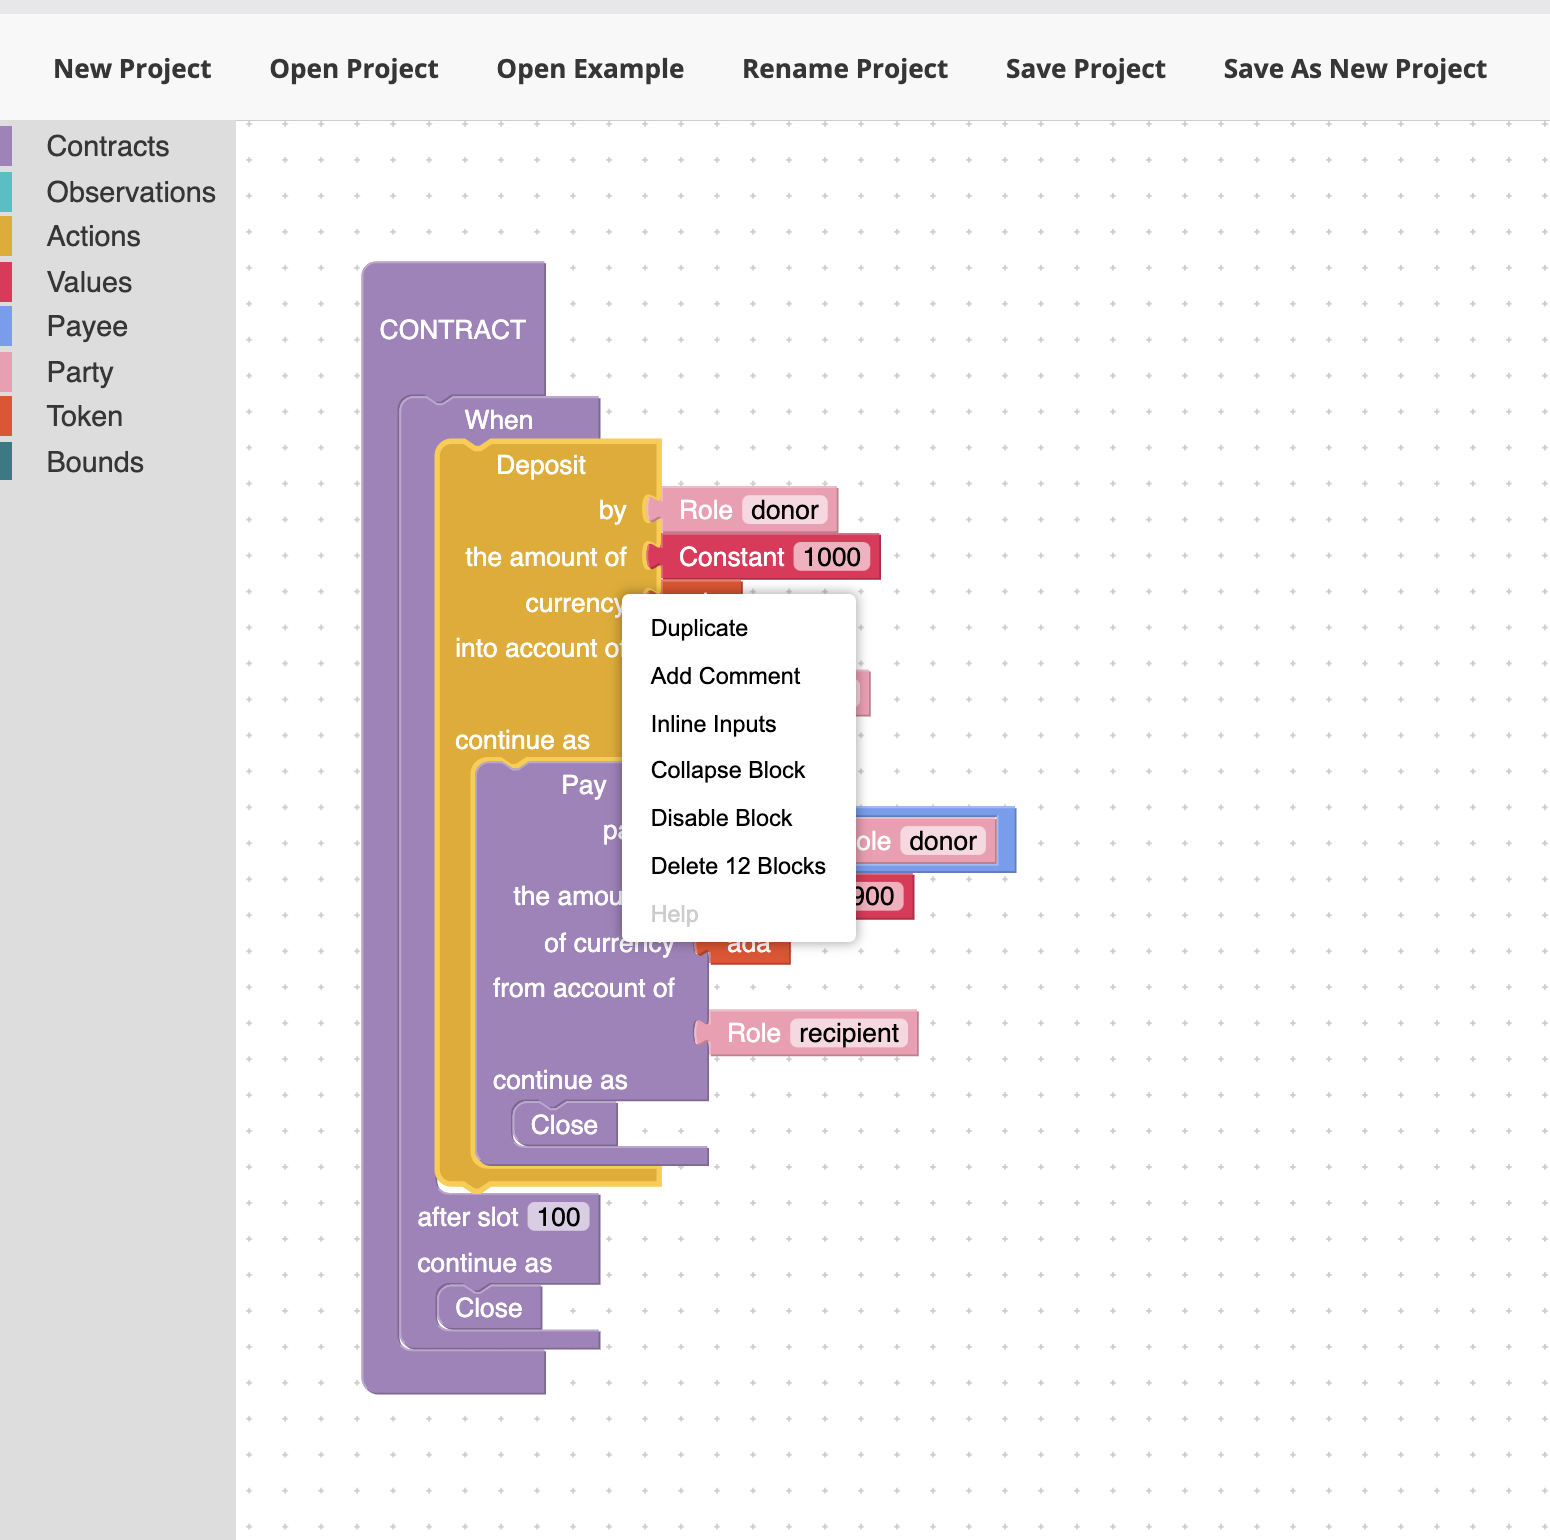 New Project Open Project Open Example Rename Project Save Project Save As New Project
Contracts
Observations
Actions
Values
Payee
Party
Token
Bounds
CONTRACT
When
Deposit
by Role donor
the amount of Constant 1000
currency
into account
continue as
Pay
the
of currency ada
from account of
Role recipient
continue as
Close
after slot 100
continue as
Close
Duplicate
Add Comment
Inline Inputs
Collapse Block
Disable Block
Delete 12 Blocks
Help
donor
900